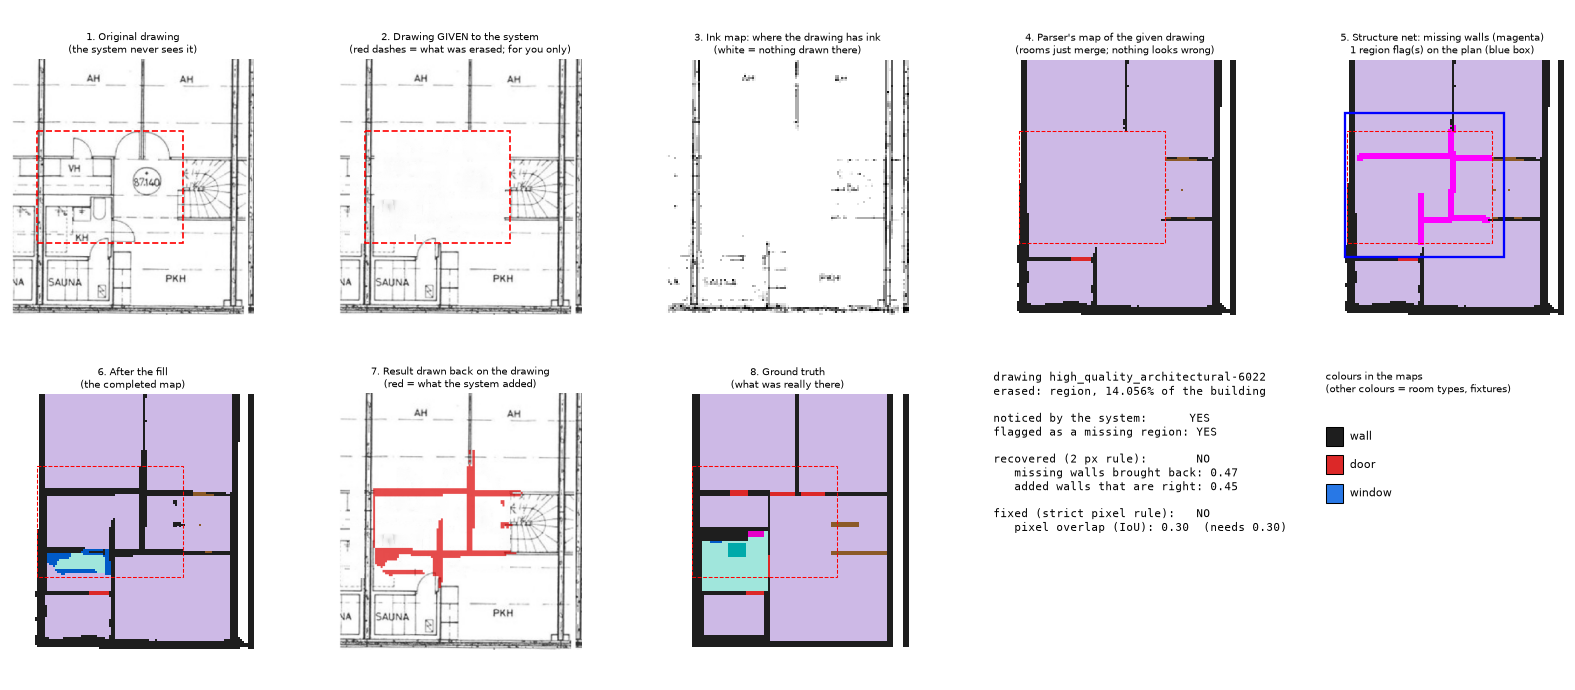 1. Original drawing
(the system never sees it)
2. Drawing GIVEN to the system
(red dashes = what was erased; for you only)
3. Ink map: where the drawing has ink
(white = nothing drawn there)
4. Parser's map of the given drawing
(rooms just merge; nothing looks wrong)
5. Structure net: missing walls (magenta)
1 region flag(s) on the plan (blue box)
AH AH
VH
87.140
KH
NA SAUNA PKH
AH AH
NA SAUNA PKH
AH AH
PKH
6. After the fill
(the completed map)
7. Result drawn back on the drawing
(red = what the system added)
8. Ground truth
(what was really there)
AH AH
NA SAUNA PKH
drawing high_quality_architectural-6022
erased: region, 14.056% of the building
noticed by the system: YES
flagged as a missing region: YES
recovered (2 px rule): NO
missing walls brought back: 0.47
added walls that are right: 0.45
fixed (strict pixel rule): NO
pixel overlap (IoU): 0.30 (needs 0.30)
colours in the maps
(other colours = room types, fixtures)
wall
door
window